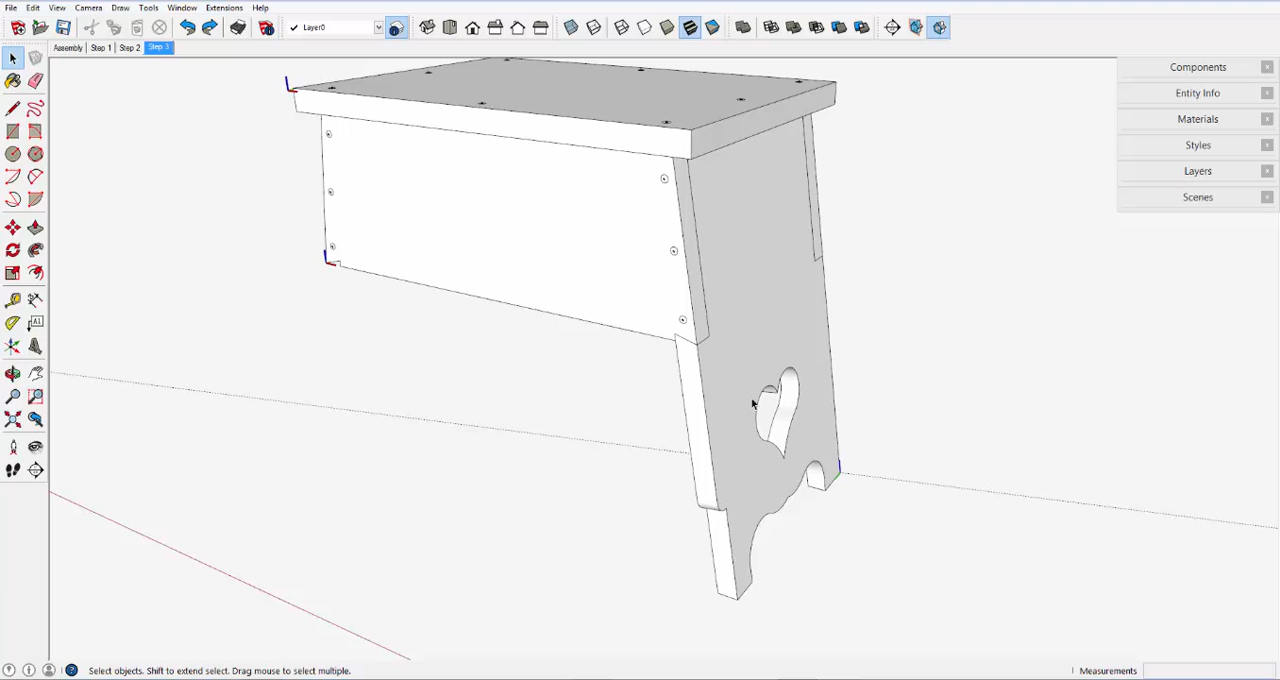 File Edit View Camera Draw Tools Window Extensions Help
Layer0
Assembly Step 1 Step 2 Step 3
Components
Entity Info
Materials
Styles
Layers
Scenes
A1
Select objects. Shift to extend select. Drag mouse to select multiple.
Measurements